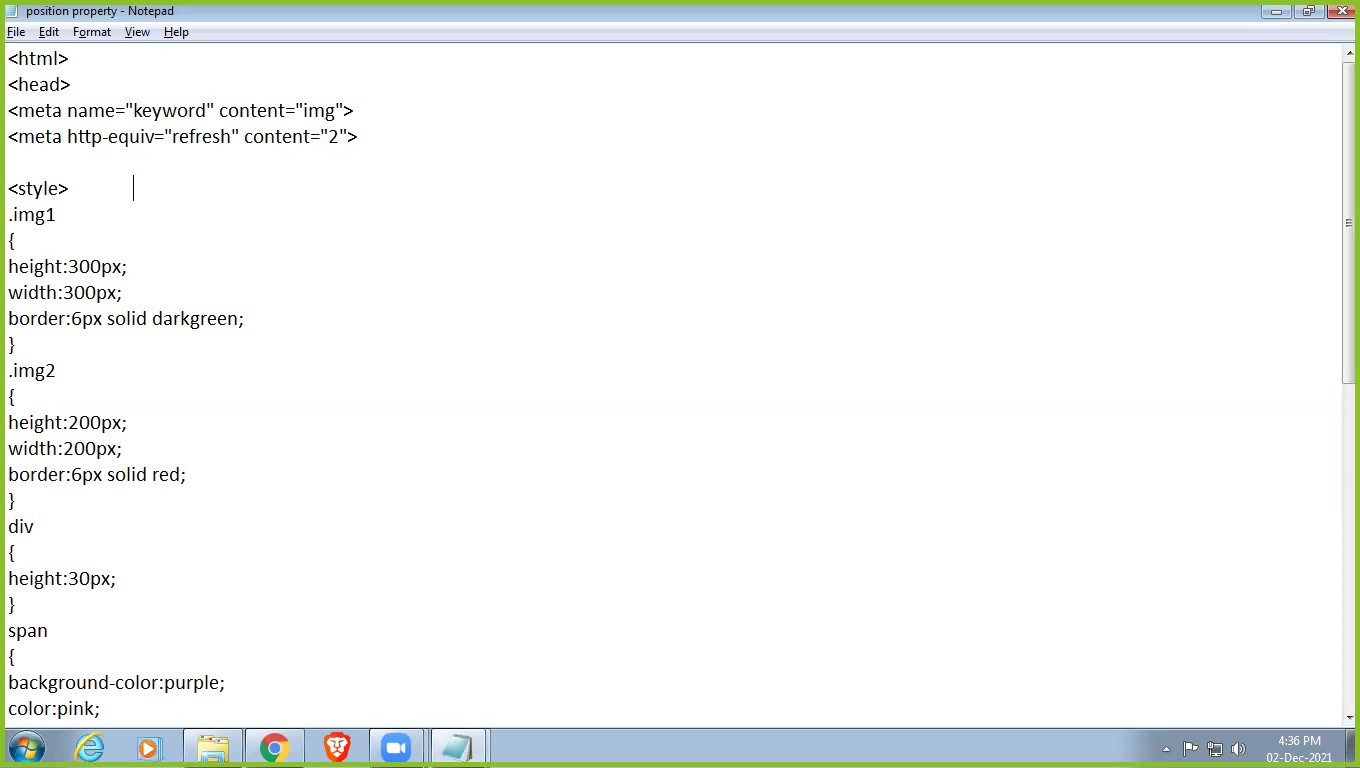 position property - Notepad
File Edit Format View Help
<html>
<head>
<meta name="keyword" content="img">
<meta http-equiv="refresh" content="2">
<style>
.img1
{
height:300px;
width:300px;
border:6px solid darkgreen;
}
.img2
{
height:200px;
width:200px;
border:6px solid red;
}
div
{
height:30px;
}
span
{
background-color:purple;
color:pink;
4:36 PM
02-Dec-2021